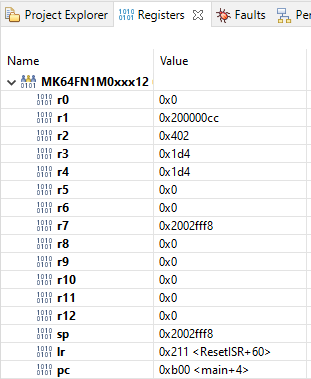 Project Explorer Registers Faults Pe
Name Value
MK64FN1M0xxx12
r0 0x0
r1 0x200000cc
r2 0x402
r3 0x1d4
r4 0x1d4
r5 0x0
r6 0x0
r7 0x2002fff8
r8 0x0
r9 0x0
r10 0x0
r11 0x0
r12 0x0
sp 0x2002fff8
lr 0x211 <ResetISR+60>
pc 0xb00 <main+4>